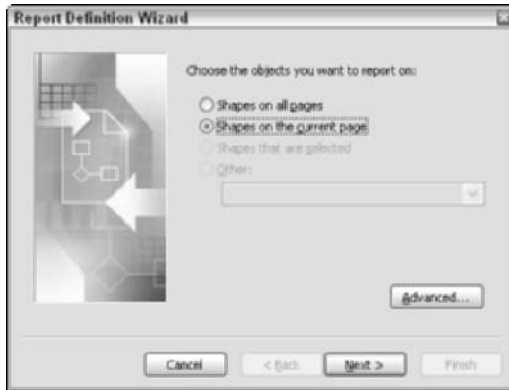 Report Definition Wizard
Choose the objects you want to report on:
Shapes on all pages
Shapes on the current page
Shapes that are selected
Other:
Advanced...
Cancel
< Back
Next >
Finish